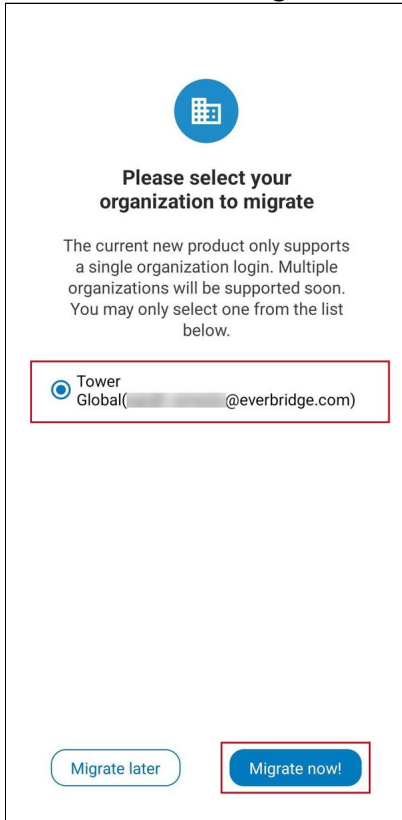 Please select your
organization to migrate
The current new product only supports
a single organization login. Multiple
organizations will be supported soon.
You may only select one from the list
below.
Tower
Global( @everbridge.com)
Migrate later
Migrate now!